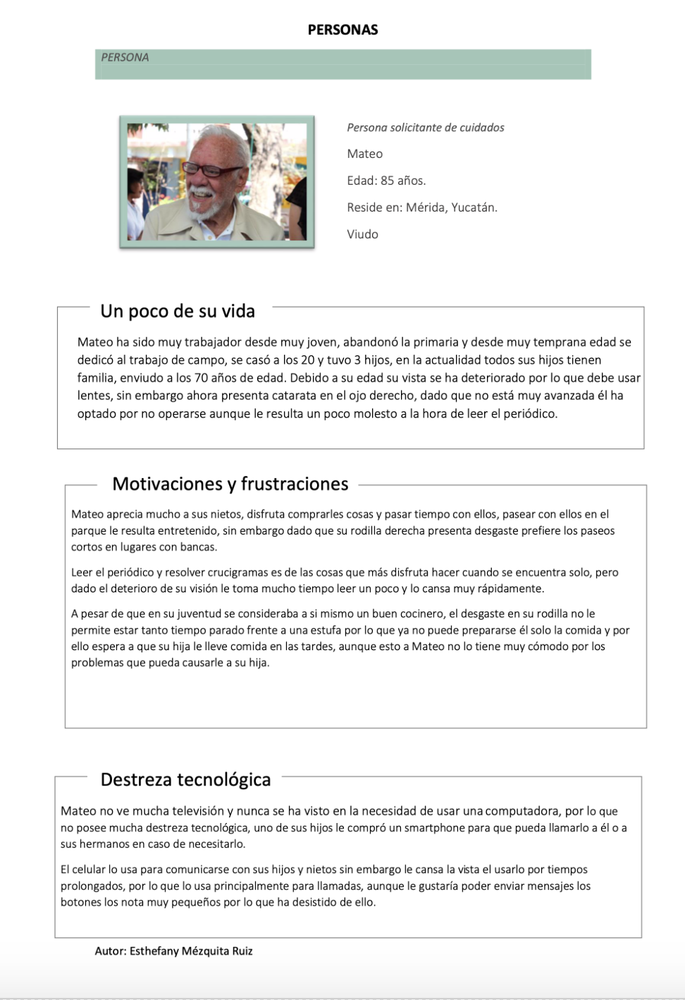 PERSONAS
PERSONA
Persona solicitante de cuidados
Mateo
Edad: 85 años.
Reside en: Mérida, Yucatán.
Viudo
Un poco de su vida
Mateo ha sido muy trabajador desde muy joven, abandonó la primaria y desde muy temprana edad se
dedicó al trabajo de campo, se casó a los 20 y tuvo 3 hijos, en la actualidad todos sus hijos tienen
familia, enviudo a los 70 años de edad. Debido a su edad su vista se ha deteriorado por lo que debe usar
lentes, sin embargo ahora presenta catarata en el ojo derecho, dado que no está muy avanzada él ha
optado por no operarse aunque le resulta un poco molesto a la hora de leer el periódico.
Motivaciones y frustraciones
Mateo aprecia mucho a sus nietos, disfruta comprarles cosas y pasar tiempo con ellos, pasear con ellos en el
parque le resulta entretenido, sin embargo dado que su rodilla derecha presenta desgaste prefiere los paseos
cortos en lugares con bancas.
Leer el periódico y resolver crucigramas es de las cosas que más disfruta hacer cuando se encuentra solo, pero
dado el deterioro de su visión le toma mucho tiempo leer un poco y lo cansa muy rápidamente.
A pesar de que en su juventud se consideraba a si mismo un buen cocinero, el desgaste en su rodilla no le
permite estar tanto tiempo parado frente a una estufa por lo que ya no puede prepararse él solo la comida y por
ello espera a que su hija le lleve comida en las tardes, aunque esto a Mateo no lo tiene muy cómodo por los
problemas que pueda causarle a su hija.
Destreza tecnológica
Mateo no ve mucha televisión y nunca se ha visto en la necesidad de usar una computadora, por lo que
no posee mucha destreza tecnológica, uno de sus hijos le compró un smartphone para que pueda llamarlo a él o a
sus hermanos en caso de necesitarlo.
El celular lo usa para comunicarse con sus hijos y nietos sin embargo le cansa la vista el usarlo por tiempos
prolongados, por lo que lo usa principalmente para llamadas, aunque le gustaría poder enviar mensajes los
botones los nota muy pequeños por lo que ha desistido de ello.
Autor: Esthefany Mézquita Ruiz